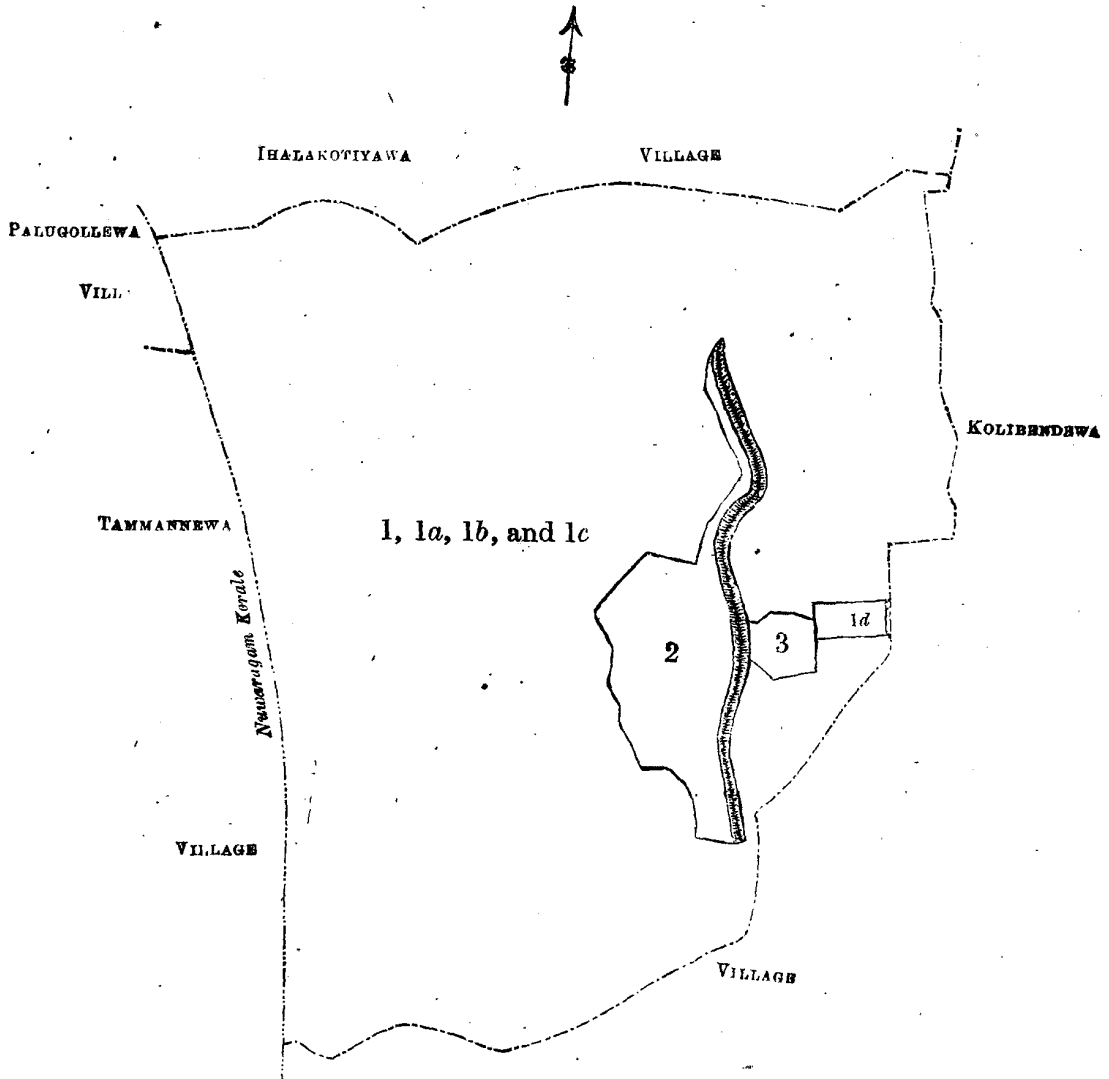 IHALAKOTIYAWA VILLAGE
PALUGOLLEWA
VILL
KOLIBENDEWA
TAMMANNEWA
1, 1a, 1b, and 1c
Nuwaragam Korale
1d
2
3
VILLAGE
VILLAGE